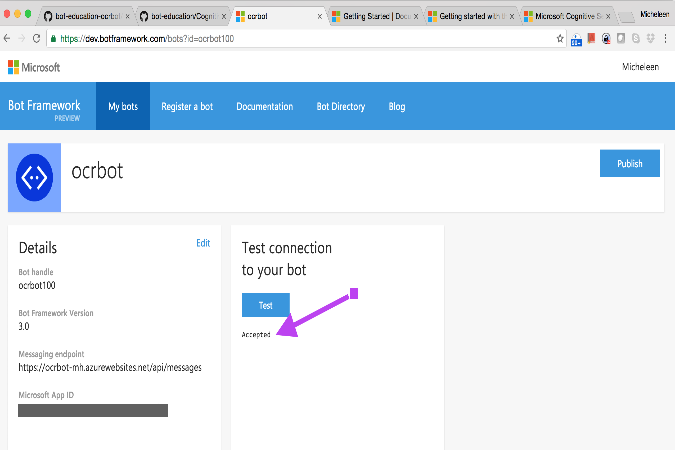 bot-education-ocrbot
bot-education/Cognit
ocrbot
Getting Started | Docu
Getting started with th
Microsoft Cognitive Se
Micheleen
https://dev.botframework.com/bots?id=ocrbot100
Microsoft
Micheleen
Bot Framework
PREVIEW
My bots
Register a bot
Documentation
Bot Directory
Blog
ocrbot
Publish
Details
Edit
Bot handle
ocrbot100
Bot Framework Version
3.0
Messaging endpoint
https://ocrbot-mh.azurewebsites.net/api/messages
Microsoft App ID
Test connection
to your bot
Test
Accepted